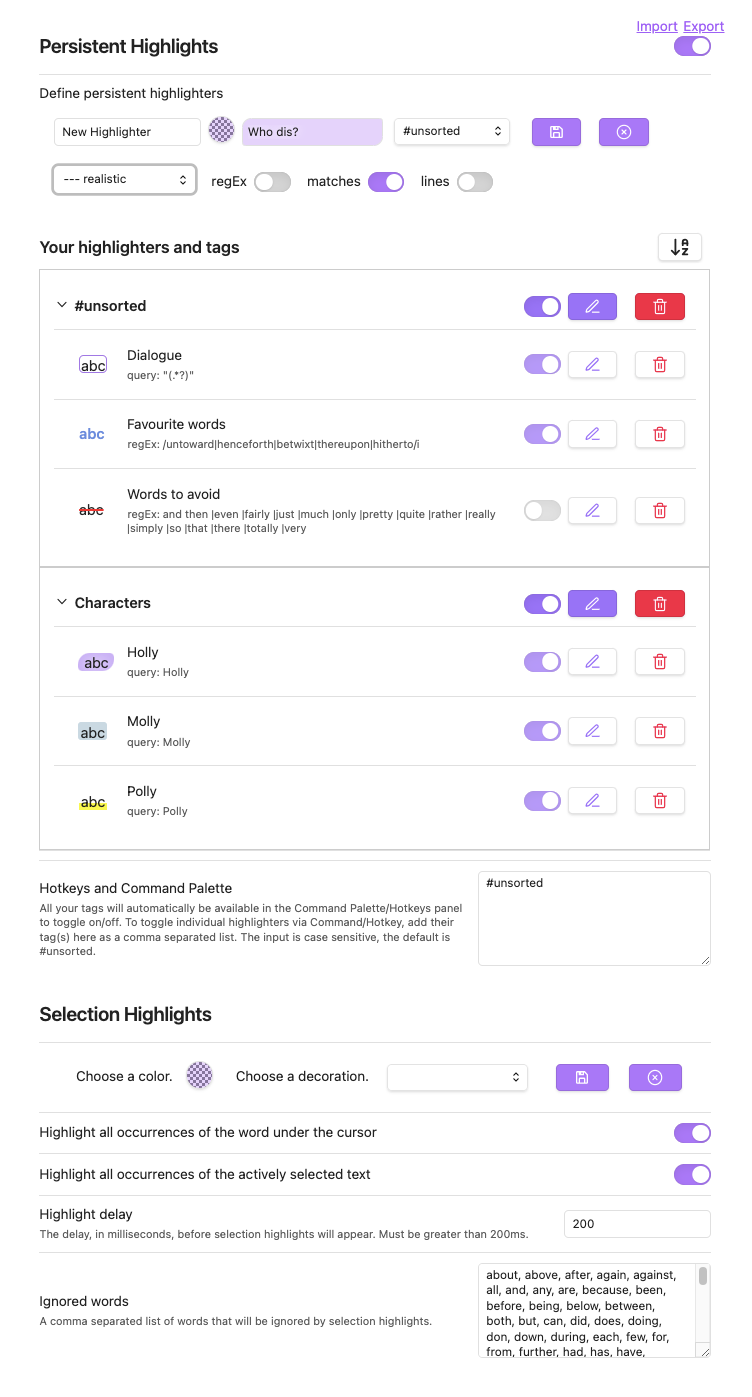 Import Export
Persistent Highlights
Define persistent highlighters
New Highlighter Who dis? #unsorted
--- realistic regEx matches lines
Your highlighters and tags
A
Z
#unsorted
abc Dialogue
query: "(.*?)"
abc Favourite words
regEx: /untoward|henceforth|betwixt|thereupon|hitherto/i
abc Words to avoid
regEx: and then |even |fairly |just |much |only |pretty |quite |rather |really
|simply |so |that |there |totally |very
Characters
abc Holly
query: Holly
abc Molly
query: Molly
abc Polly
query: Polly
Hotkeys and Command Palette
All your tags will automatically be available in the Command Palette/Hotkeys panel
to toggle on/off. To toggle individual highlighters via Command/Hotkey, add their
tag(s) here as a comma separated list. The input is case sensitive, the default is
#unsorted.
#unsorted
Selection Highlights
Choose a color. Choose a decoration.
Highlight all occurrences of the word under the cursor
Highlight all occurrences of the actively selected text
Highlight delay
The delay, in milliseconds, before selection highlights will appear. Must be greater than 200ms.
200
Ignored words
A comma separated list of words that will be ignored by selection highlights.
about, above, after, again, against,
all, and, any, are, because, been,
before, being, below, between,
both, but, can, did, does, doing,
don, down, during, each, few, for,
from, further, had, has, have,